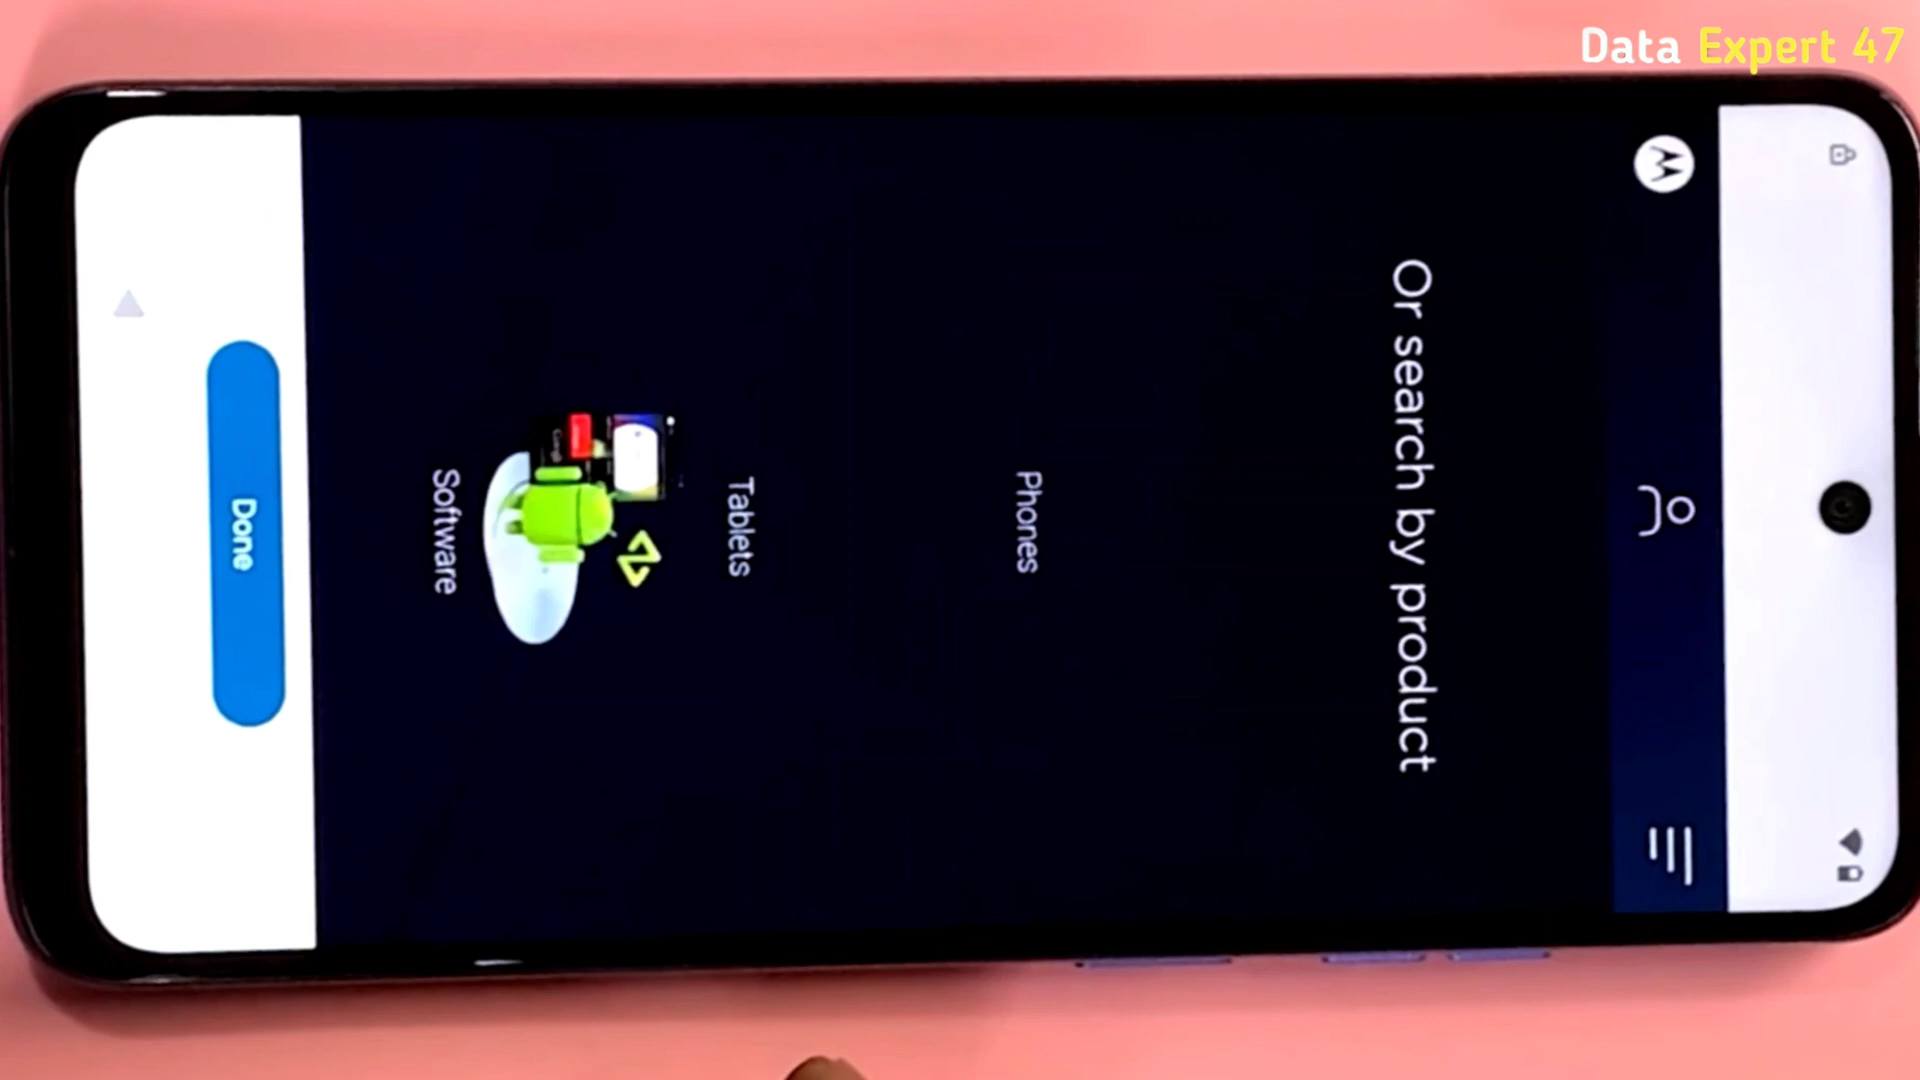 Data Expert 47
Or search by product
Phones
Tablets
Software
Done